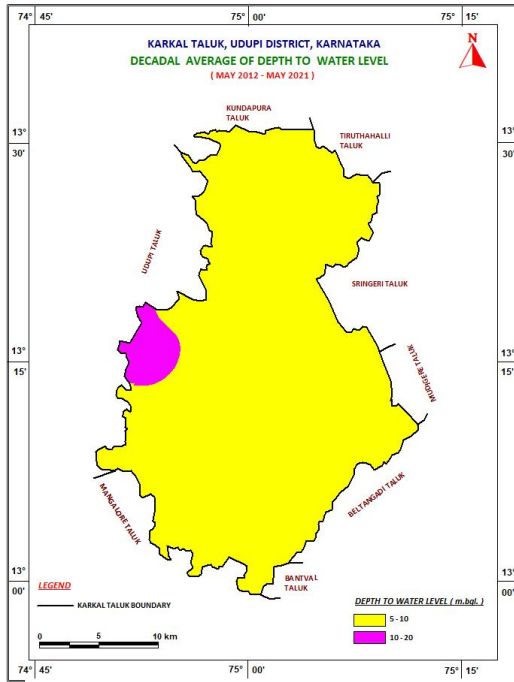 74° 45'
75° 00'
75° 15'
KARKAL TALUK, UDUPI DISTRICT, KARNATAKA
DECADAL AVERAGE OF DEPTH TO WATER LEVEL
( MAY 2012 - MAY 2021 )
N
KUNDAPURA
TALUK
TIRUTHAHALLI
TALUK
13°
30'
13°
30'
UDUPI TALUK
SRINGERI TALUK
13°
15'
13°
15'
MUDIGERE TALUK
BELTANGADI TALUK
MANGALORE TALUK
BANTVAL
TALUK
13°
00'
13°
00'
LEGEND
KARKAL TALUK BOUNDARY
0 5 10 km
DEPTH TO WATER LEVEL ( m.bgl. )
5 - 10
10 - 20
74° 45'
75° 00'
75° 15'